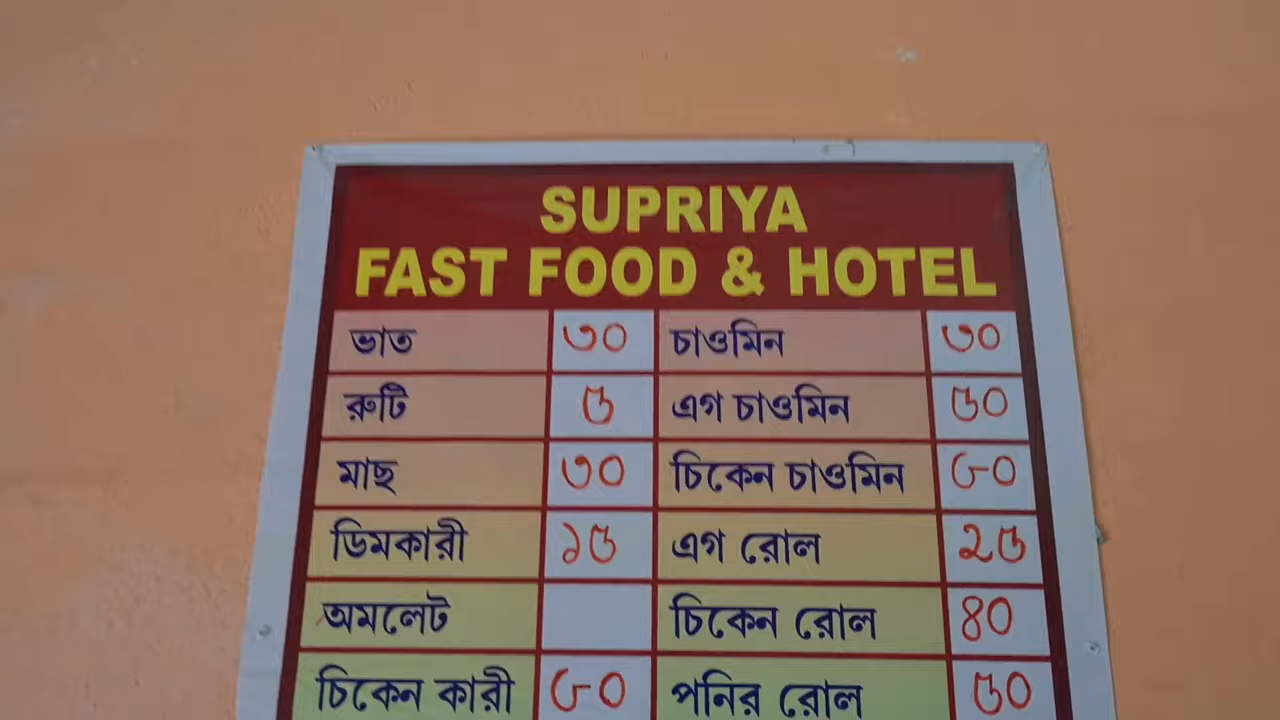 SUPRIYA
FAST FOOD & HOTEL
ভাত ৩০ চাওমিন ৩০
রুটি ৫ এগ চাওমিন ৫০
মাছ ৩০ চিকেন চাওমিন ৬০
ডিমকারী ১৫ এগ রোল ২৫
অমলেট চিকেন রোল ৪০
চিকেন কারী ৬০ পনির রোল ৫০